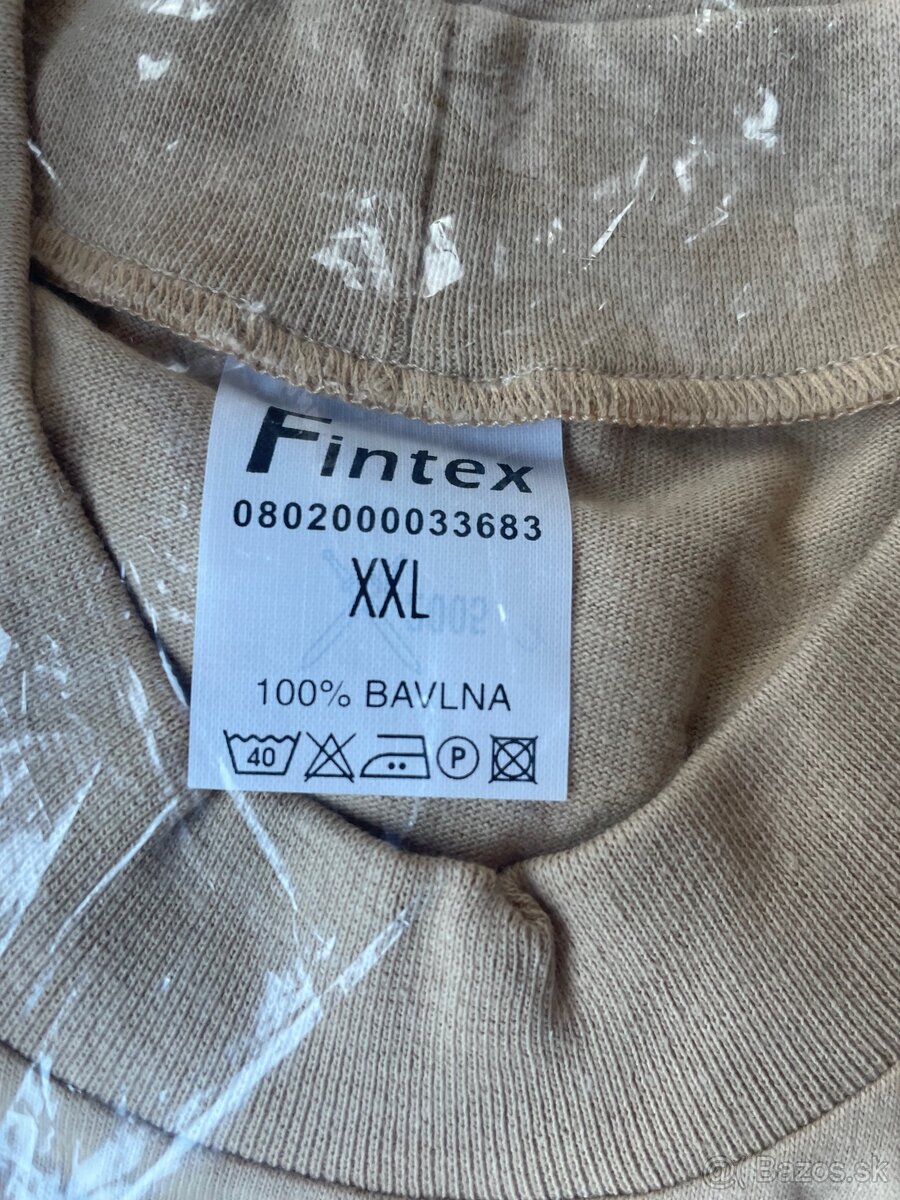 Fintex
0802000033683
XXL
100% BAVLNA
40
P
Bazos.sk